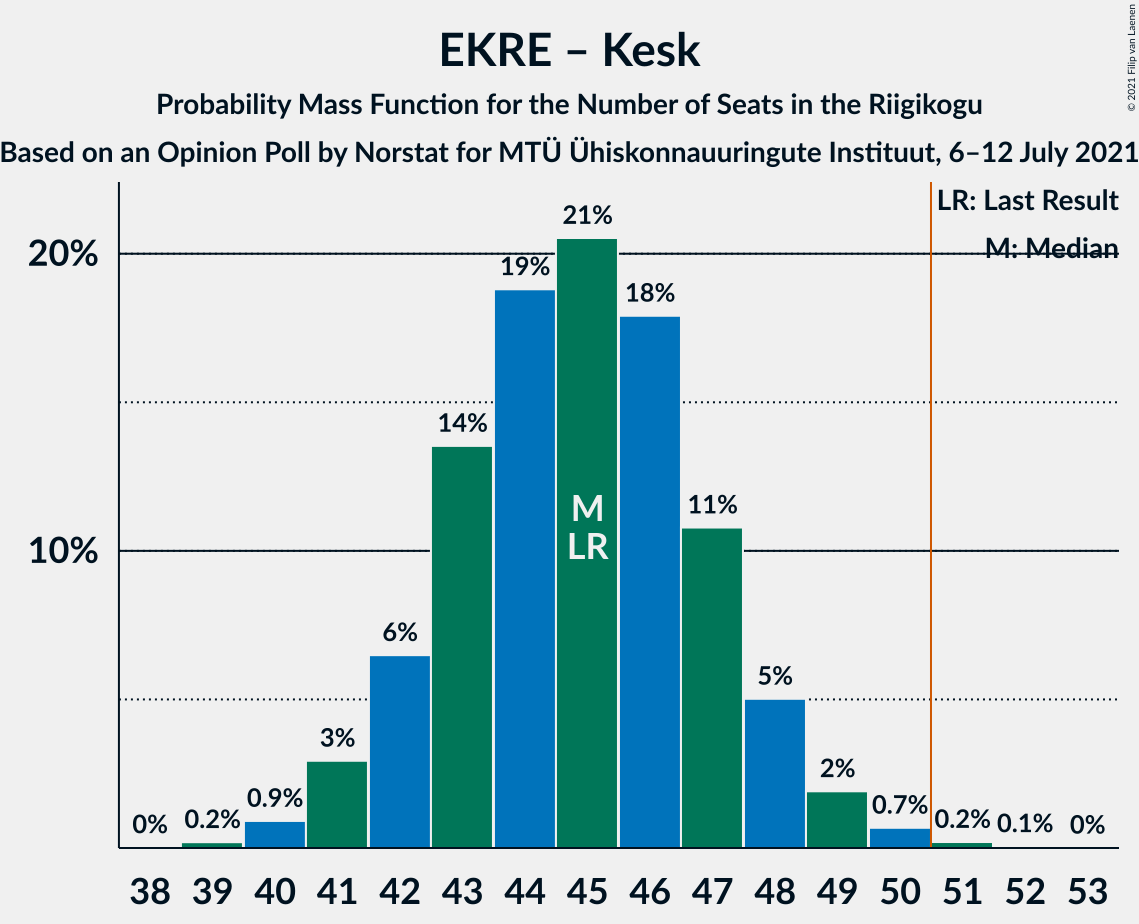 EKRE – Kesk
Probability Mass Function for the Number of Seats in the Riigikogu
Based on an Opinion Poll by Norstat for MTÜ Ühiskonnauuringute Instituut, 6–12 July 2021
© 2021 Filip van Laenen
LR: Last Result
M: Median
20%
10%
0%
0.2%
0.9%
3%
6%
14%
19%
21%
18%
11%
5%
2%
0.7%
0.2%
0.1%
0%
M
LR
38 39 40 41 42 43 44 45 46 47 48 49 50 51 52 53